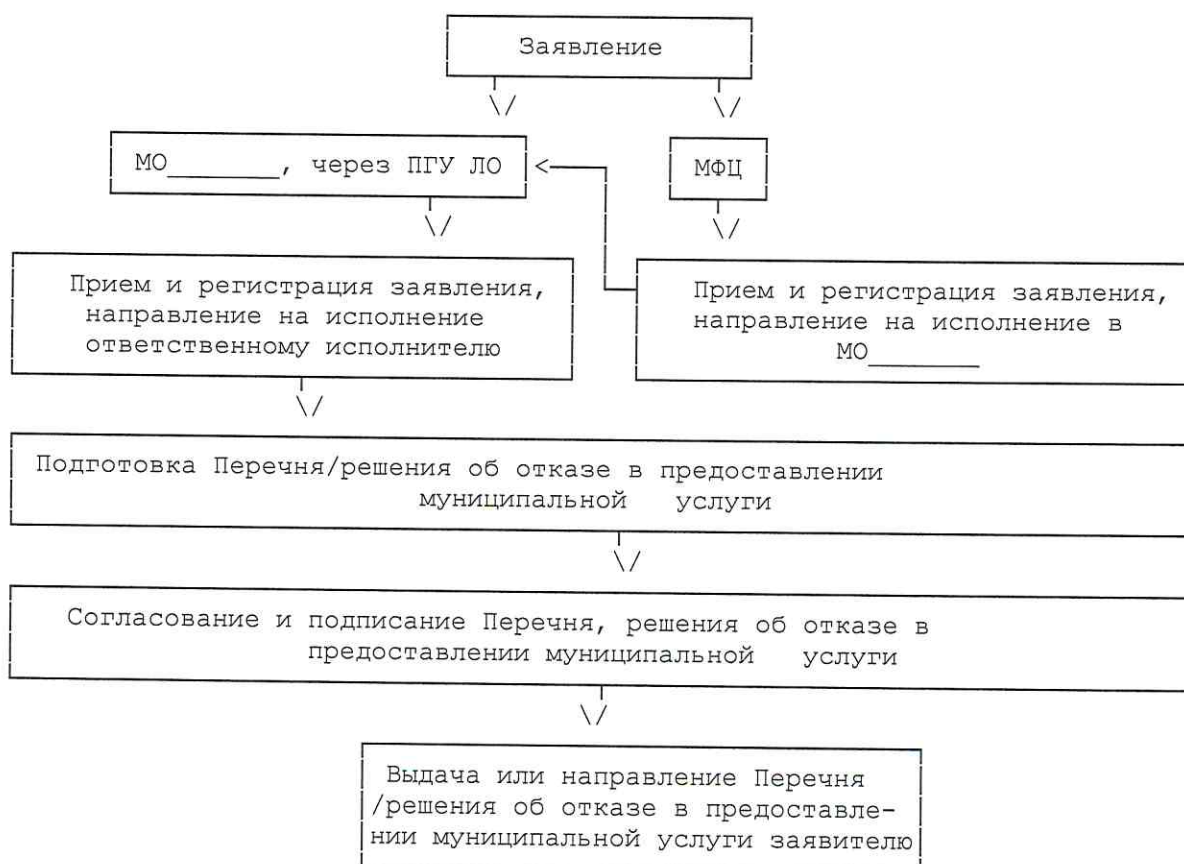 Заявление
МО________, через ПГУ ЛО
МФЦ
Прием и регистрация заявления,
направление на исполнение
ответственному исполнителю
Прием и регистрация заявления,
направление на исполнение в
МО________
Подготовка Перечня/решения об отказе в предоставлении
муниципальной услуги
Согласование и подписание Перечня, решения об отказе в
предоставлении муниципальной услуги
Выдача или направление Перечня
/решения об отказе в предоставле-
нии муниципальной услуги заявителю